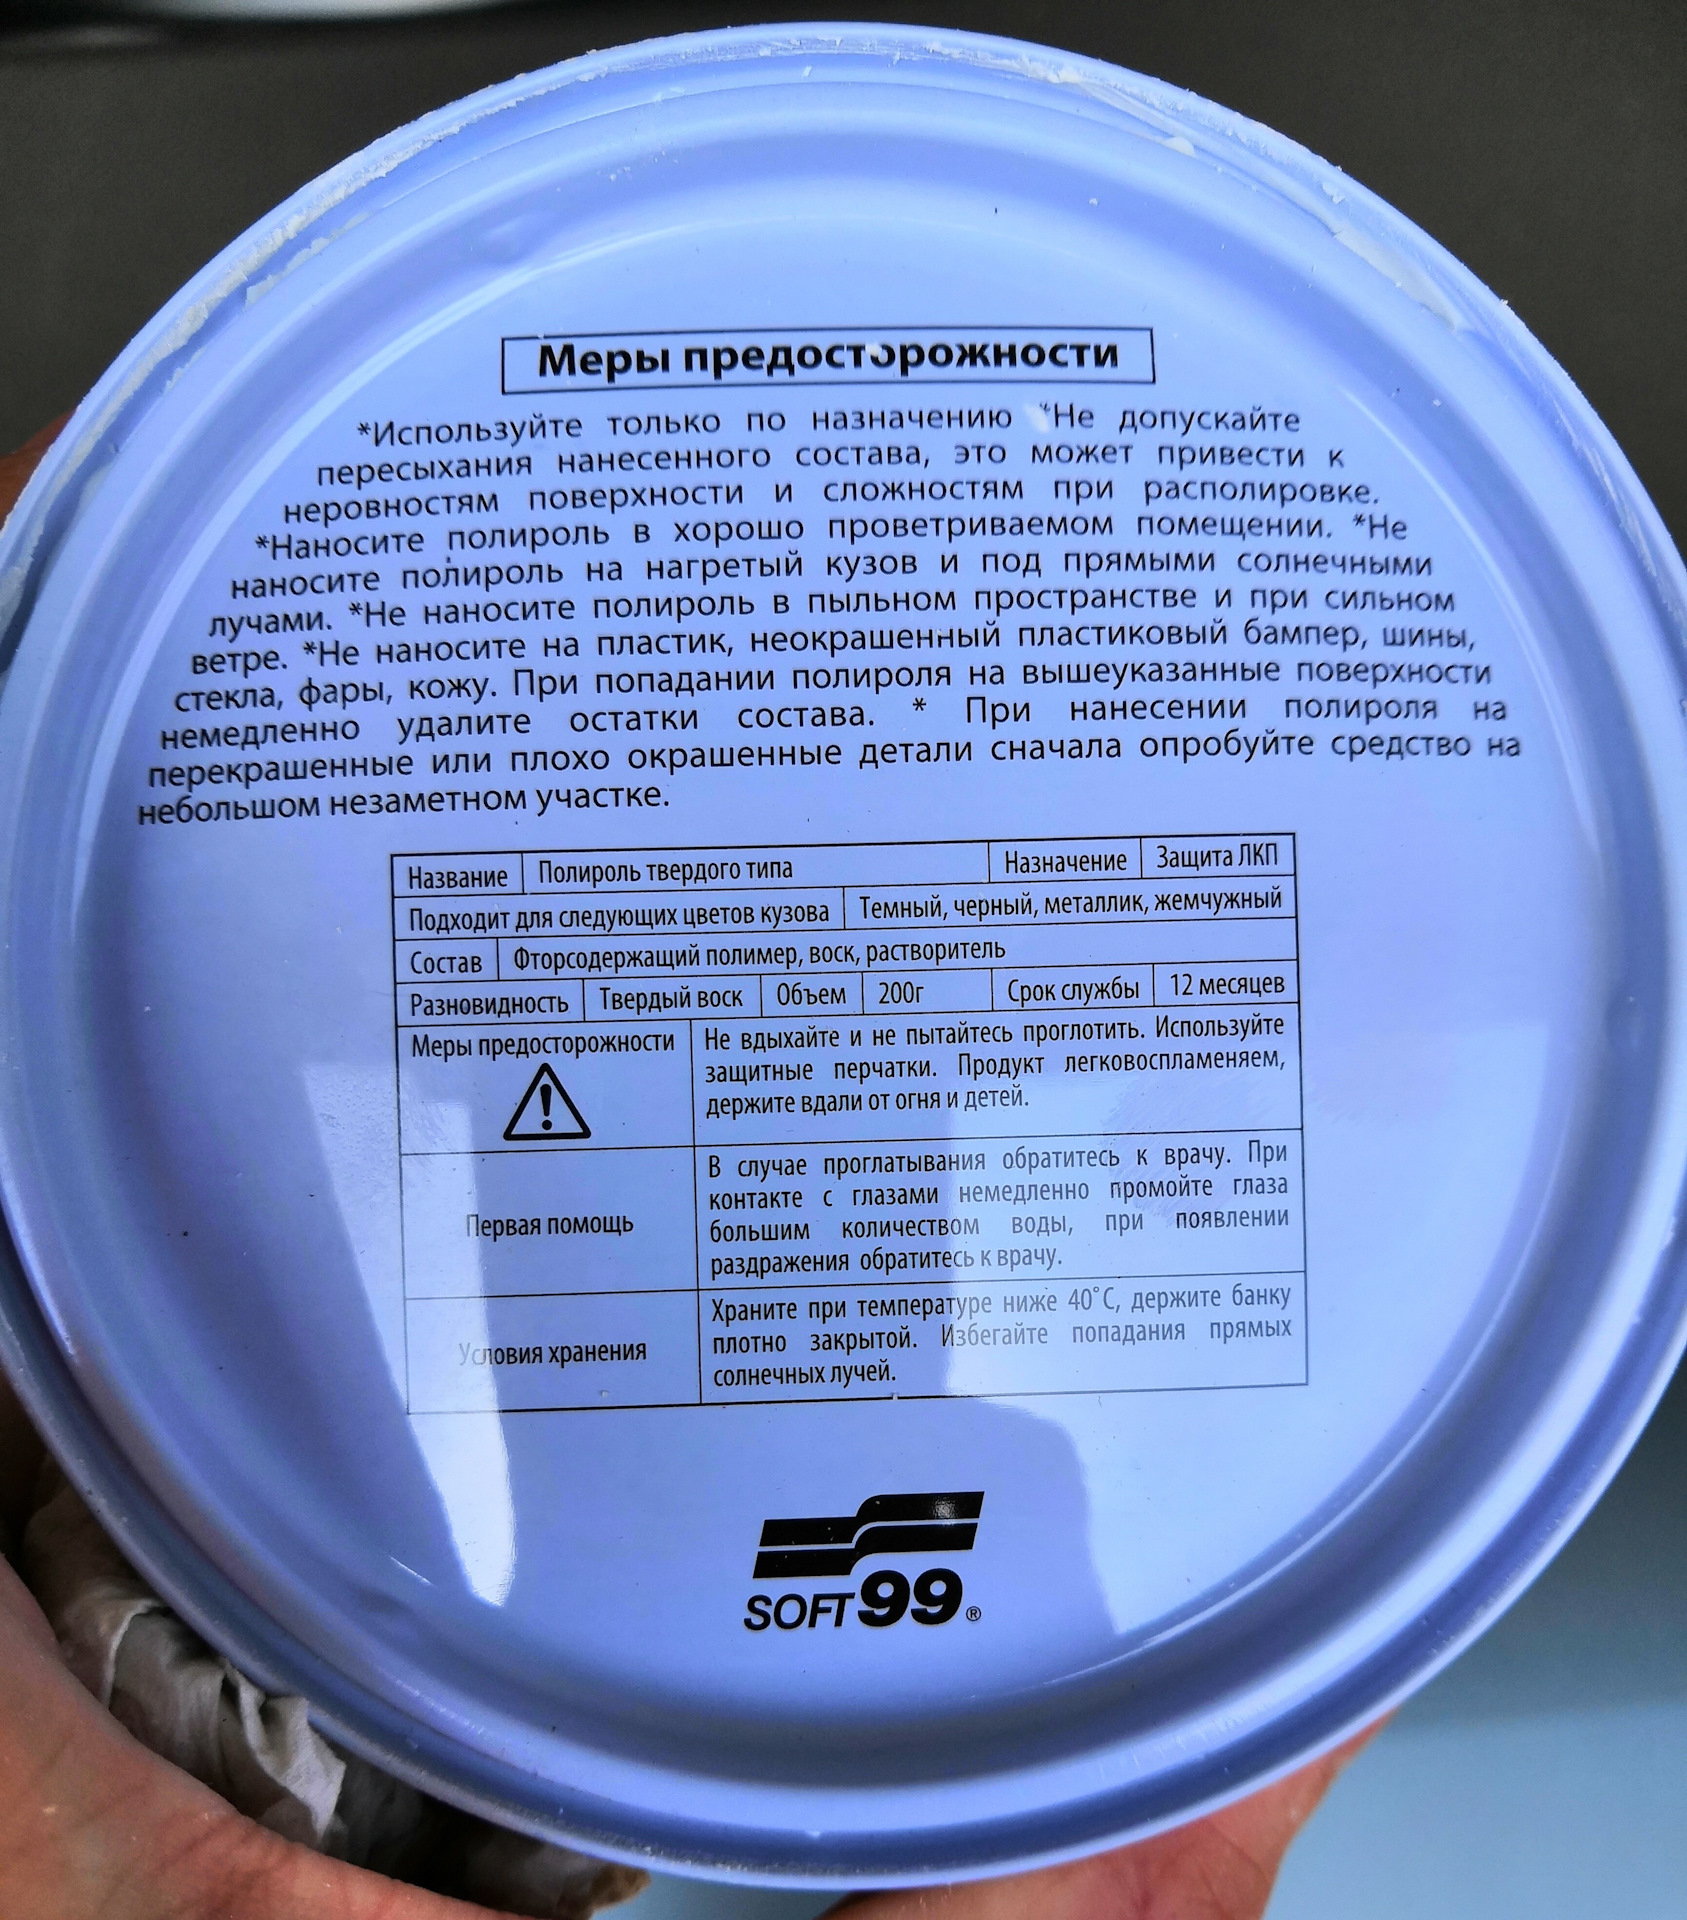 Меры предосторожности
*Используйте только по назначению *Не допускайте
пересыхания нанесенного состава, это может привести к
неровностям поверхности и сложностям при располировке.
*Наносите полироль в хорошо проветриваемом помещении. *Не
наносите полироль на нагретый кузов и под прямыми солнечными
лучами. *Не наносите полироль в пыльном пространстве и при сильном
ветре. *Не наносите на пластик, неокрашенный пластиковый бампер, шины,
стекла, фары, кожу. При попадании полироля на вышеуказанные поверхности
немедленно удалите остатки состава. * При нанесении полироля на
перекрашенные или плохо окрашенные детали сначала опробуйте средство на
небольшом незаметном участке.
Название Полироль твердого типа Назначение Защита ЛКП
Подходит для следующих цветов кузова Темный, черный, металлик, жемчужный
Состав Фторсодержащий полимер, воск, растворитель
Разновидность Твердый воск Объем 200г Срок службы 12 месяцев
Меры предосторожности
Не вдыхайте и не пытайтесь проглотить. Используйте
защитные перчатки. Продукт легковоспламеняем,
держите вдали от огня и детей.
Первая помощь
В случае проглатывания обратитесь к врачу. При
контакте с глазами немедленно промойте глаза
большим количеством воды, при появлении
раздражения обратитесь к врачу.
Условия хранения
Храните при температуре ниже 40°C, держите банку
плотно закрытой. Избегайте попадания прямых
солнечных лучей.
SOFT99®